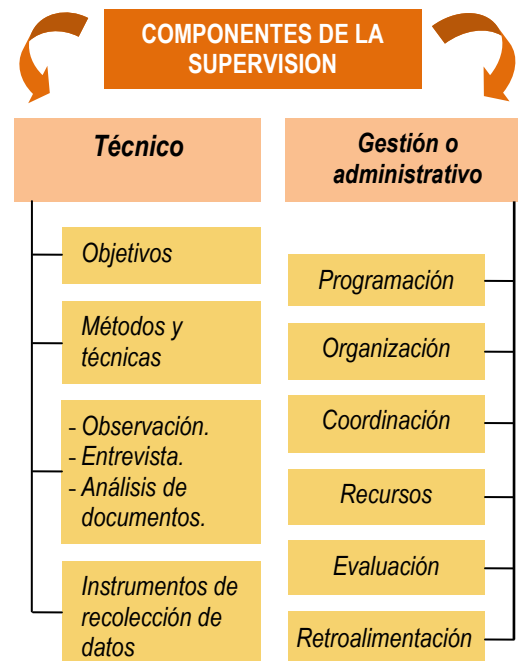 COMPONENTES DE LA
SUPERVISION
Técnico
Objetivos
Métodos y
técnicas
- Observación.
- Entrevista.
- Análisis de
documentos.
Instrumentos de
recolección de
datos
Gestión o
administrativo
Programación
Organización
Coordinación
Recursos
Evaluación
Retroalimentación